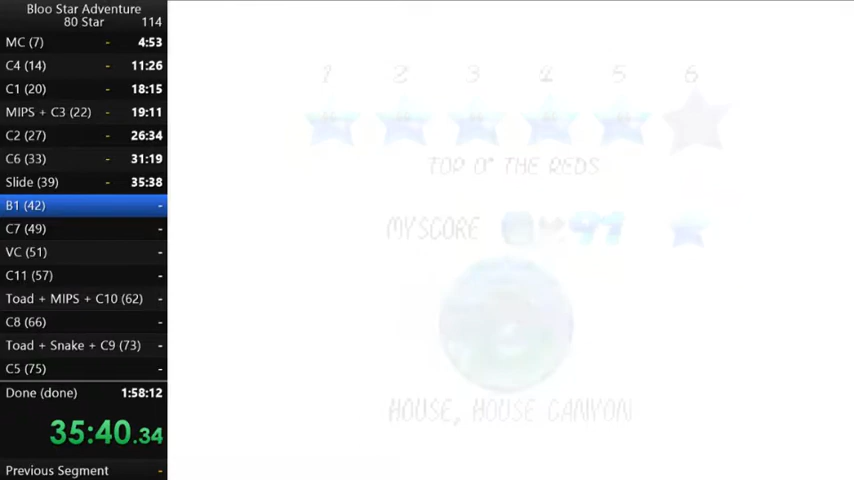 Bloo Star Adventure
80 Star 114
MC (7) - 4:53
C4 (14) - 11:26
C1 (20) - 18:15
MIPS + C3 (22) - 19:11
C2 (27) - 26:34
C6 (33) - 31:19
Slide (39) - 35:38
B1 (42) -
C7 (49) -
VC (51) -
C11 (57) -
Toad + MIPS + C10 (62) -
C8 (66) -
Toad + Snake + C9 (73) -
C5 (75) -
Done (done) 1:58:12
35:40.34
Previous Segment -
1 2 3 4 5 6
TOP O' THE REDS
MY SCORE × 91
HOUSE, HOUSE CANYON